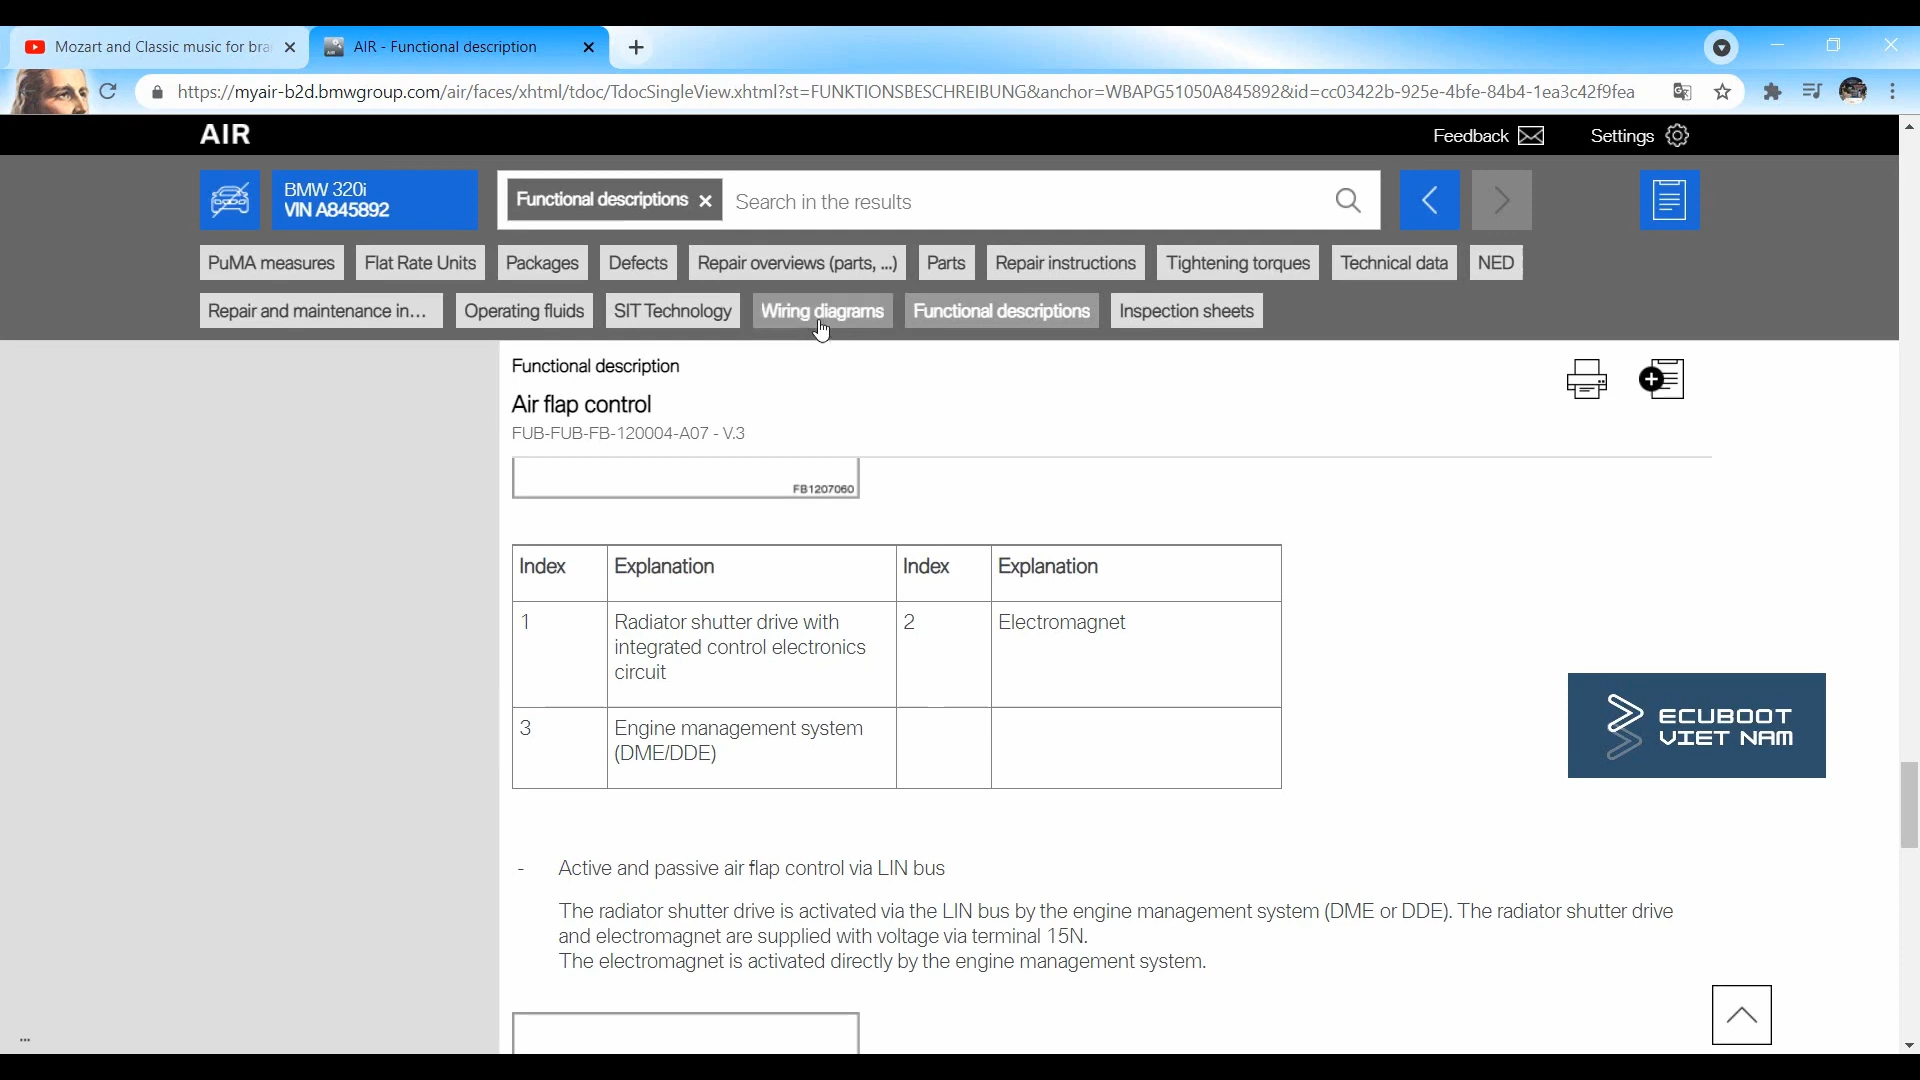 Mozart and Classic music for bra
AIR - Functional description
https://myair-b2d.bmwgroup.com/air/faces/xhtml/tdoc/TdocSingleView.xhtml?st=FUNKTIONSBESCHREIBUNG&anchor=WBAPG51050A845892&id=cc03422b-925e-4bfe-84b4-1ea3c42f9fea
AIR
Feedback
Settings
BMW 320i
VIN A845892
Functional descriptions
Search in the results
PuMA measures Flat Rate Units Packages Defects Repair overviews (parts, ...) Parts Repair instructions Tightening torques Technical data NED
Repair and maintenance in... Operating fluids SIT Technology Wiring diagrams Functional descriptions Inspection sheets
Functional description
Air flap control
FUB-FUB-FB-120004-A07 - V.3
FB1207060
Index Explanation Index Explanation
1 Radiator shutter drive with 2 Electromagnet
integrated control electronics
circuit
3 Engine management system
(DME/DDE)
ECUBOOT
VIET NAM
- Active and passive air flap control via LIN bus
The radiator shutter drive is activated via the LIN bus by the engine management system (DME or DDE). The radiator shutter drive
and electromagnet are supplied with voltage via terminal 15N.
The electromagnet is activated directly by the engine management system.
...